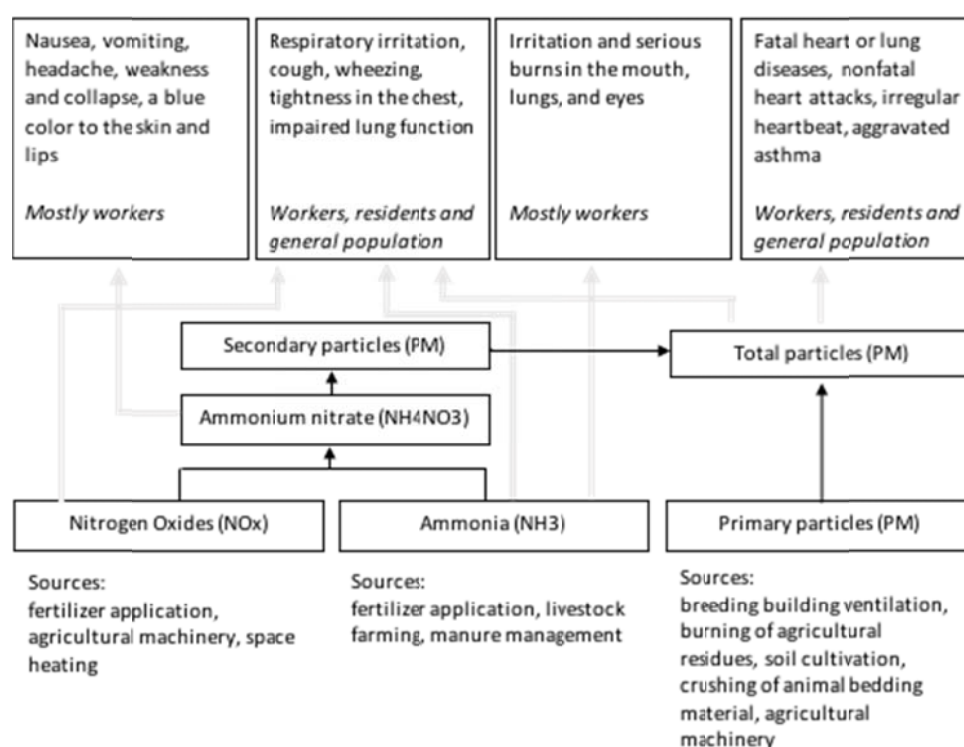 Nausea, vomiting,
headache, weakness
and collapse, a blue
color to the skin and
lips
Mostly workers
Respiratory irritation,
cough, wheezing,
tightness in the chest,
impaired lung function
Workers, residents and
general population
Irritation and serious
burns in the mouth,
lungs, and eyes
Mostly workers
Fatal heart or lung
diseases, nonfatal
heart attacks, irregular
heartbeat, aggravated
asthma
Workers, residents and
general population
Secondary particles (PM)
Total particles (PM)
Ammonium nitrate (NH4NO3)
Nitrogen Oxides (NOx)
Ammonia (NH3)
Primary particles (PM)
Sources:
fertilizer application,
agricultural machinery, space
heating
Sources:
fertilizer application, livestock
farming, manure management
Sources:
breeding building ventilation,
burning of agricultural
residues, soil cultivation,
crushing of animal bedding
material, agricultural
machinery